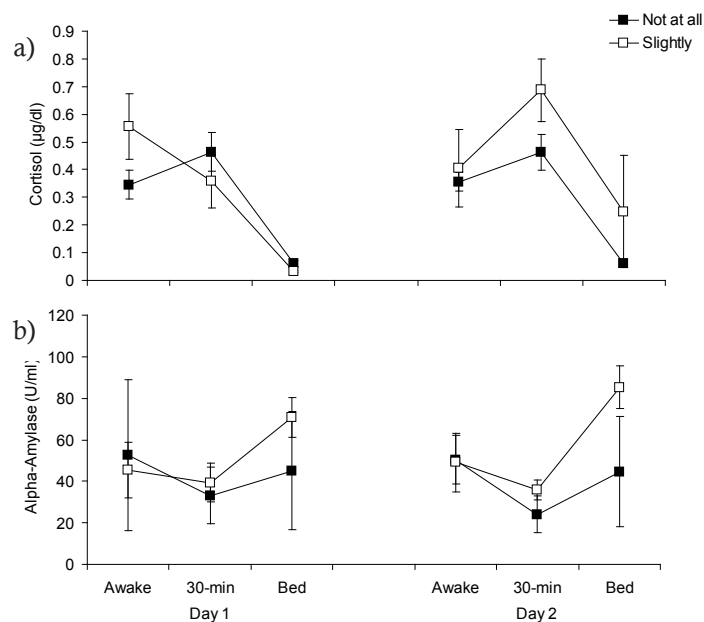 Not at all
Slightly
a)
Cortisol (µg/dl)
0.9
0.8
0.7
0.6
0.5
0.4
0.3
0.2
0.1
0
b)
Alpha-Amylase (U/ml)
120
100
80
60
40
20
0
Awake 30-min Bed Awake 30-min Bed
Day 1 Day 2